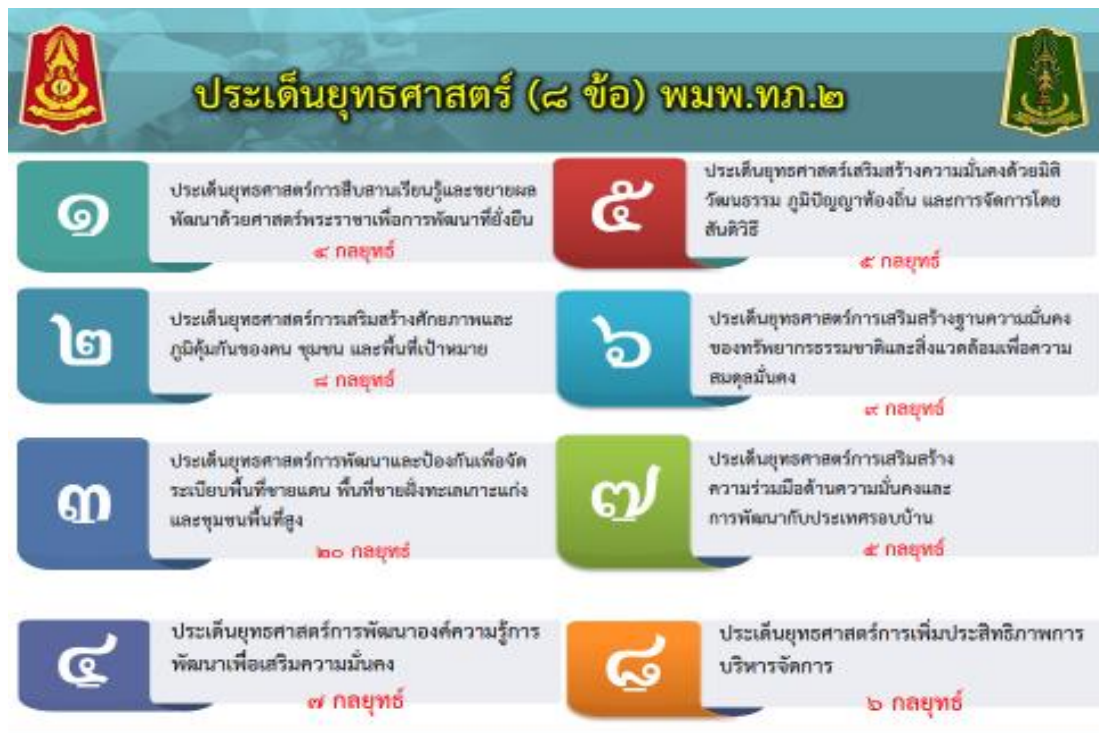 ประเด็นยุทธศาสตร์ (๘ ข้อ) พมพ.ทภ.๒
๑
ประเด็นยุทธศาสตร์การสืบสานเรียนรู้และขยายผล
พัฒนาด้วยศาสตร์พระราชาเพื่อการพัฒนาที่ยั่งยืน
๔ กลยุทธ์
๒
ประเด็นยุทธศาสตร์การเสริมสร้างศักยภาพและ
ภูมิคุ้มกันของคน ชุมชน และพื้นที่เป้าหมาย
๘ กลยุทธ์
๓
ประเด็นยุทธศาสตร์การพัฒนาและป้องกันเพื่อจัด
ระเบียบพื้นที่ชายแดน พื้นที่ชายฝั่งทะเลเกาะแก่ง
และชุมชนพื้นที่สูง
๒๐ กลยุทธ์
๔
ประเด็นยุทธศาสตร์การพัฒนาองค์ความรู้การ
พัฒนาเพื่อเสริมความมั่นคง
๗ กลยุทธ์
๕
ประเด็นยุทธศาสตร์เสริมสร้างความมั่นคงด้วยมิติ
วัฒนธรรม ภูมิปัญญาท้องถิ่น และการจัดการโดย
สันติวิธี
๕ กลยุทธ์
๖
ประเด็นยุทธศาสตร์การเสริมสร้างฐานความมั่นคง
ของทรัพยากรธรรมชาติและสิ่งแวดล้อมเพื่อความ
สมดุลมั่นคง
๙ กลยุทธ์
๗
ประเด็นยุทธศาสตร์การเสริมสร้าง
ความร่วมมือด้านความมั่นคงและ
การพัฒนากับประเทศรอบบ้าน
๕ กลยุทธ์
๘
ประเด็นยุทธศาสตร์การเพิ่มประสิทธิภาพการ
บริหารจัดการ
๖ กลยุทธ์